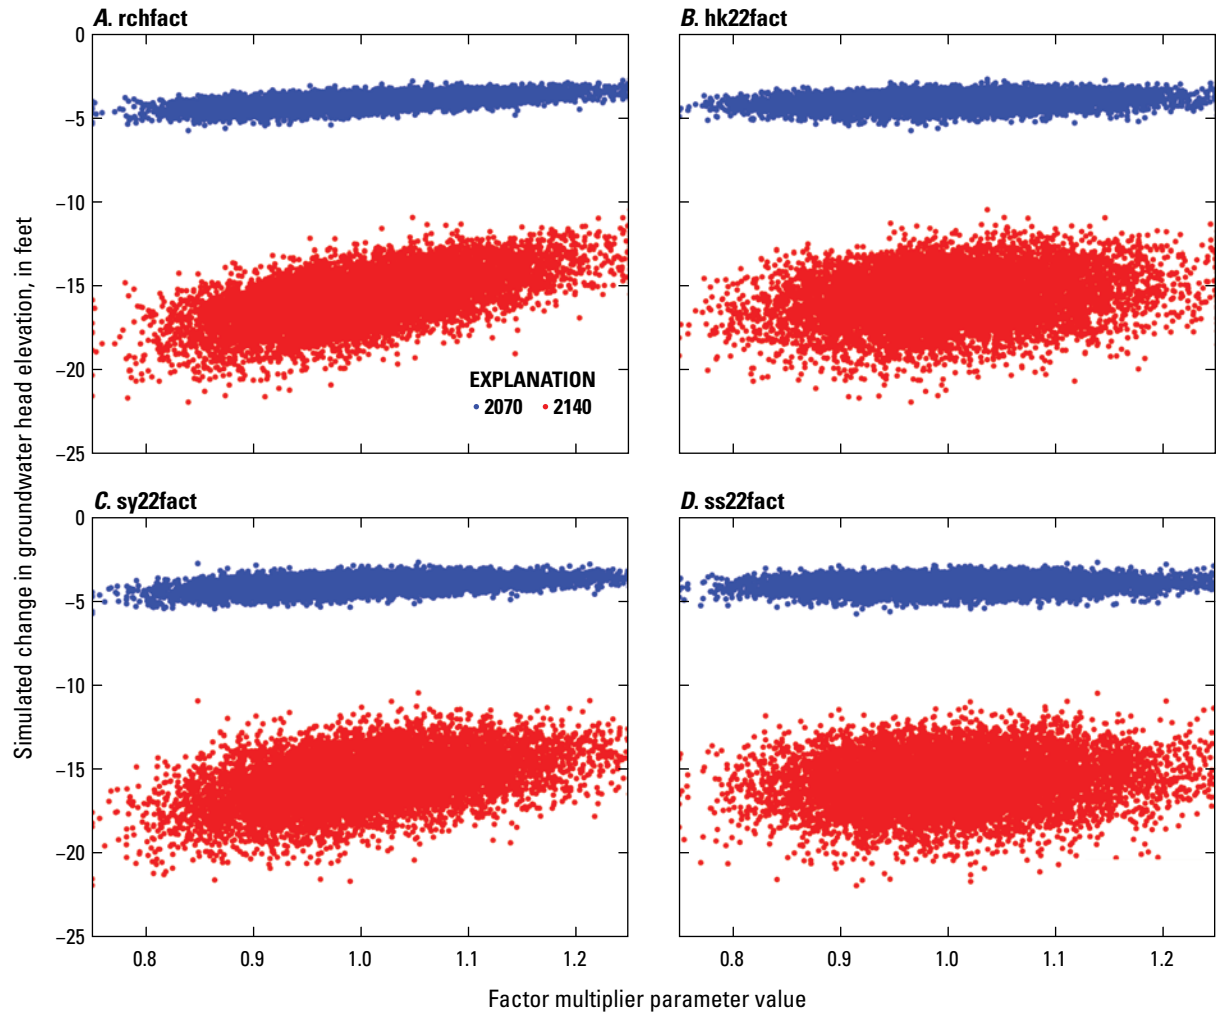 A. rchfact
B. hk22fact
0
−5
−10
−15
−20
−25
EXPLANATION
2070 2140
C. sy22fact
D. ss22fact
0
−5
−10
−15
−20
−25
0.8 0.9 1.0 1.1 1.2
0.8 0.9 1.0 1.1 1.2
Simulated change in groundwater head elevation, in feet
Factor multiplier parameter value